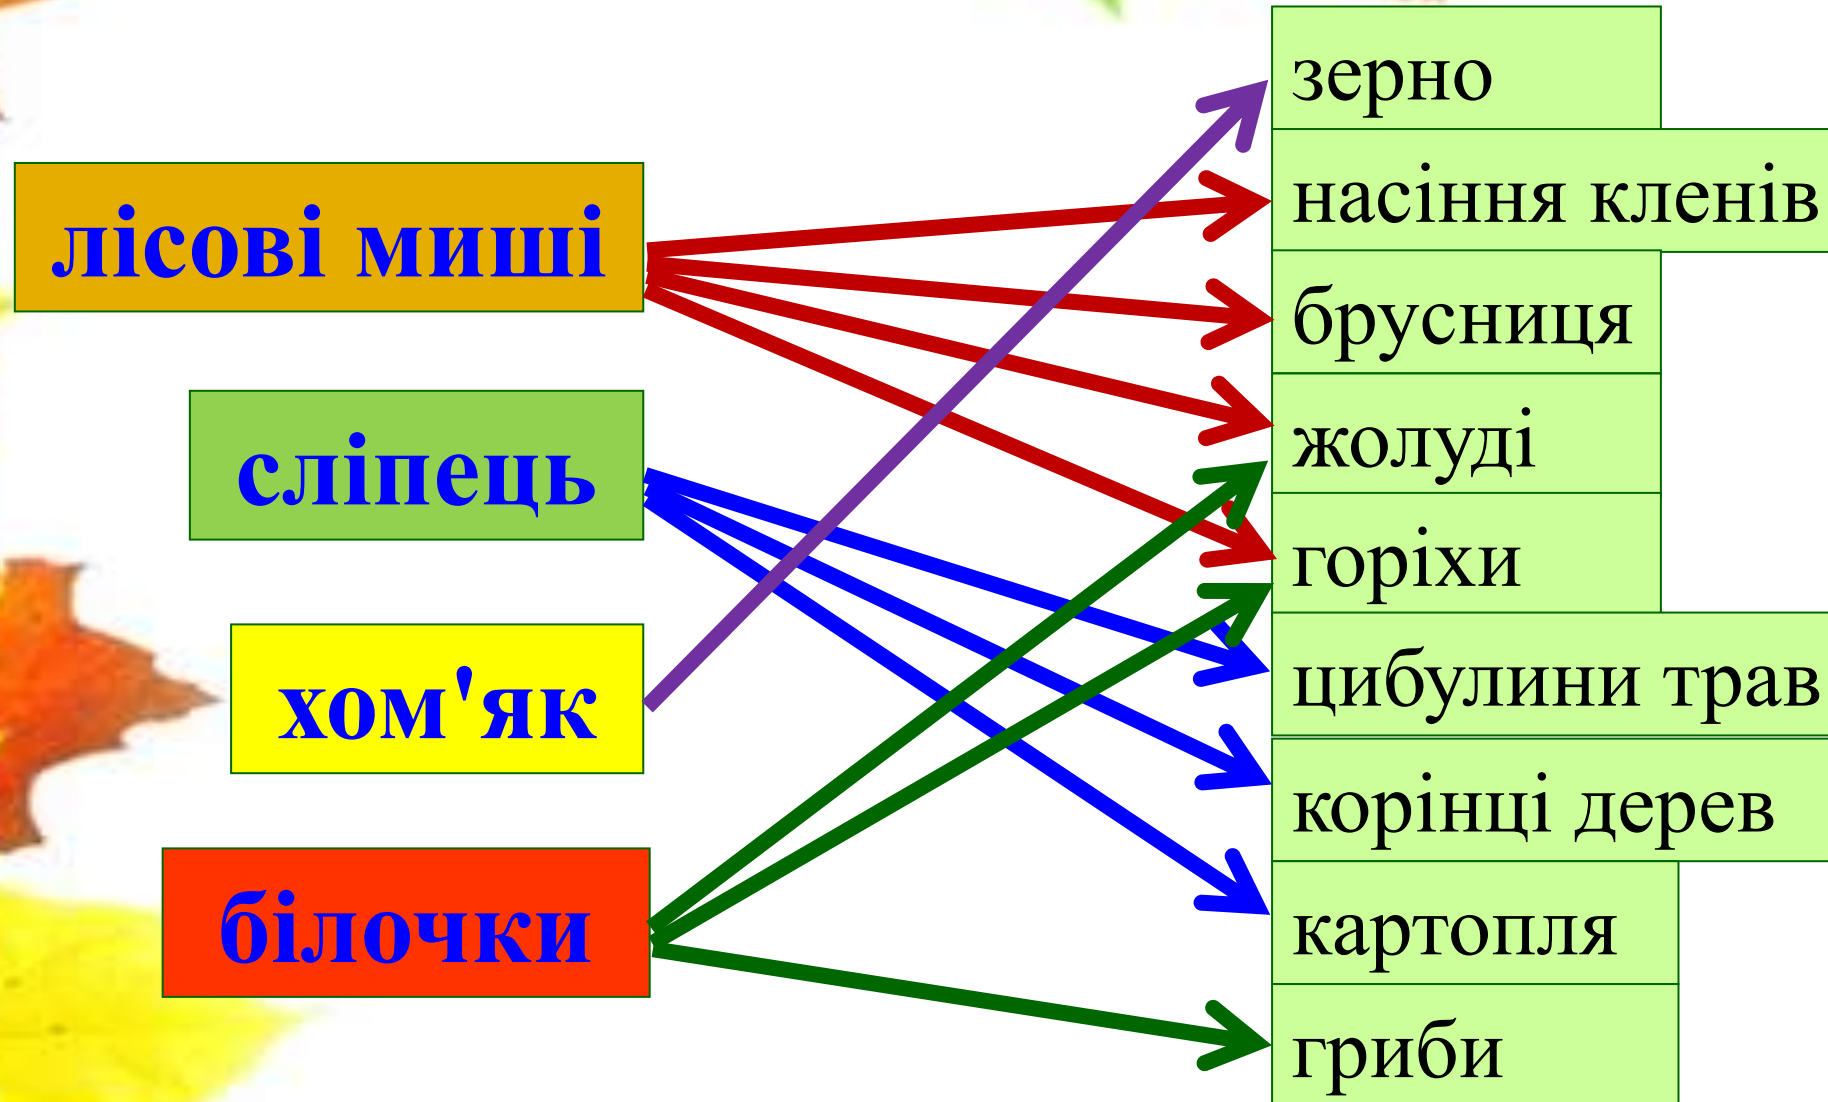 лісові миші
сліпець
хом'як
білочки
зерно
насіння кленів
брусниця
жолуді
горіхи
цибулини трав
корінці дерев
картопля
гриби